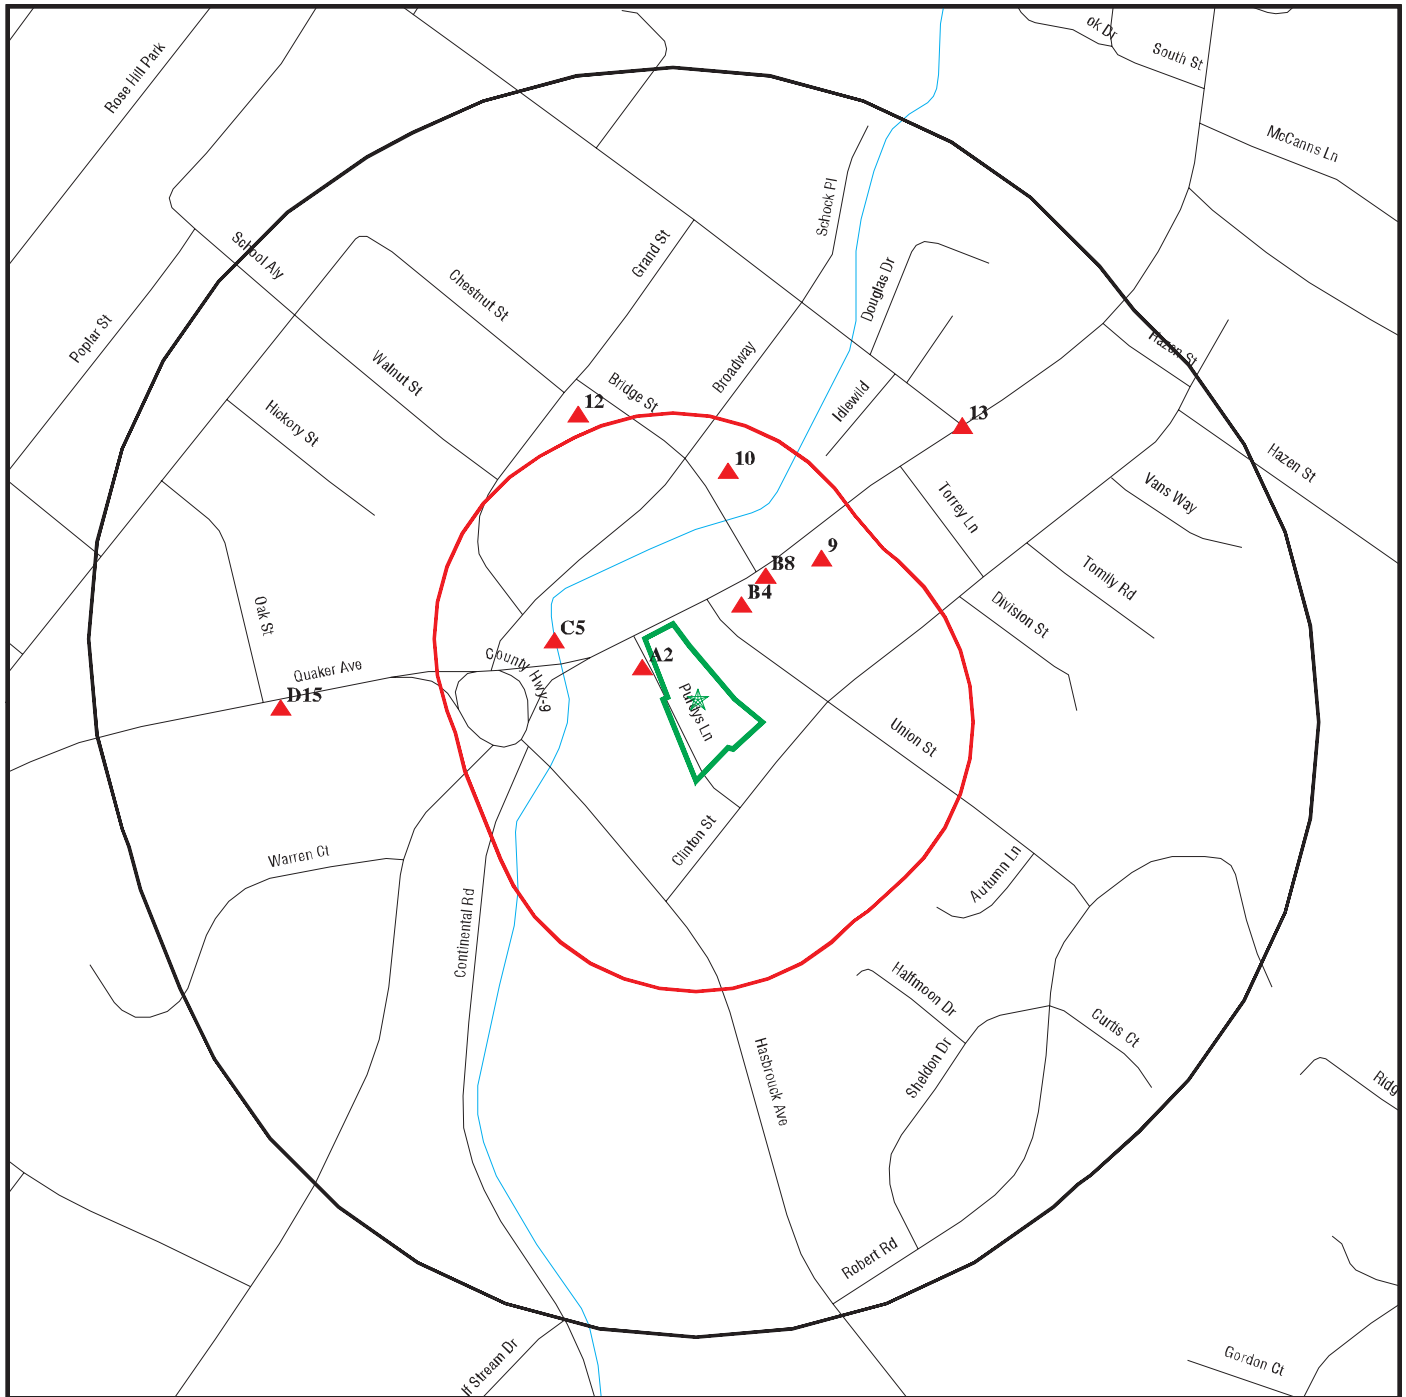 ok Dr
South St
Rose Hill Park
McCanns Ln
Schock Pl
School Aly
Grand St
Chestnut St
Douglas Dr
Poplar St
Hazen St
Walnut St
Broadway
Bridge St
Idlewild
Hickory St
12
13
10
Hazen St
Vans Way
Torrey Ln
9
B8
B4
Tomlly Rd
Oak St
Division St
C5
County Hwy-9
A2
Quaker Ave
D15
Purdys Ln
Union St
Clinton St
Warren Ct
Autumn Ln
Continental Rd
Halfmoon Dr
Curtis Ct
Sheldon Dr
Hasbrouck Ave
Ridg
Robert Rd
lf Stream Dr
Gordon Ct